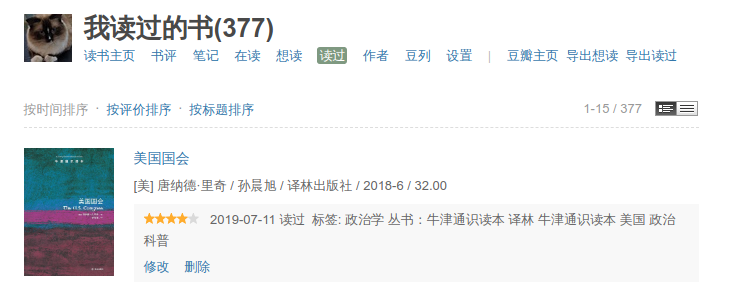 我读过的书(377)
读书主页 书评 笔记 在读 想读 读过 作者 豆列 设置 | 豆瓣主页 导出想读 导出读过
按时间排序 · 按评价排序 · 按标题排序 1-15 / 377
美国国会
[美] 唐纳德·里奇 / 孙晨旭 / 译林出版社 / 2018-6 / 32.00
2019-07-11 读过 标签: 政治学 丛书：牛津通识读本 译林 牛津通识读本 美国 政治
科普
修改 删除
美国国会
The U.S. Congress